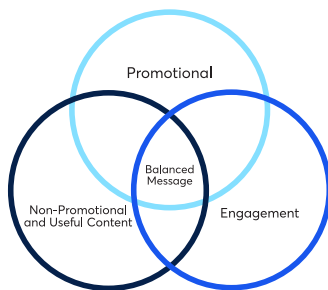 Promotional
Balanced
Message
Non-Promotional
and Useful Content
Engagement